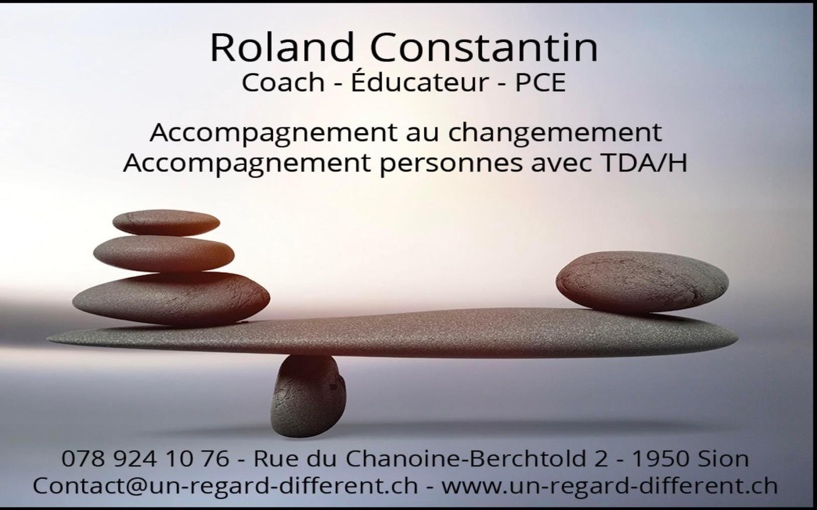 Roland Constantin
Coach - Éducateur - PCE
Accompagnement au changemement
Accompagnement personnes avec TDA/H
078 924 10 76 - Rue du Chanoine-Berchtold 2 - 1950 Sion
Contact@un-regard-different.ch - www.un-regard-different.ch